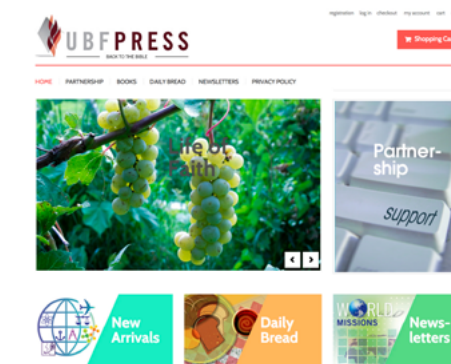 registration log in checkout my account cart
UBFPRESS
BACK TO THE BIBLE
Shopping Ca
HOME PARTNERSHIP BOOKS DAILY BREAD NEWSLETTERS PRIVACY POLICY
Life of
Faith
Partner-
ship
support
New
Arrivals
Daily
Bread
WORLD
MISSIONS
News-
letters